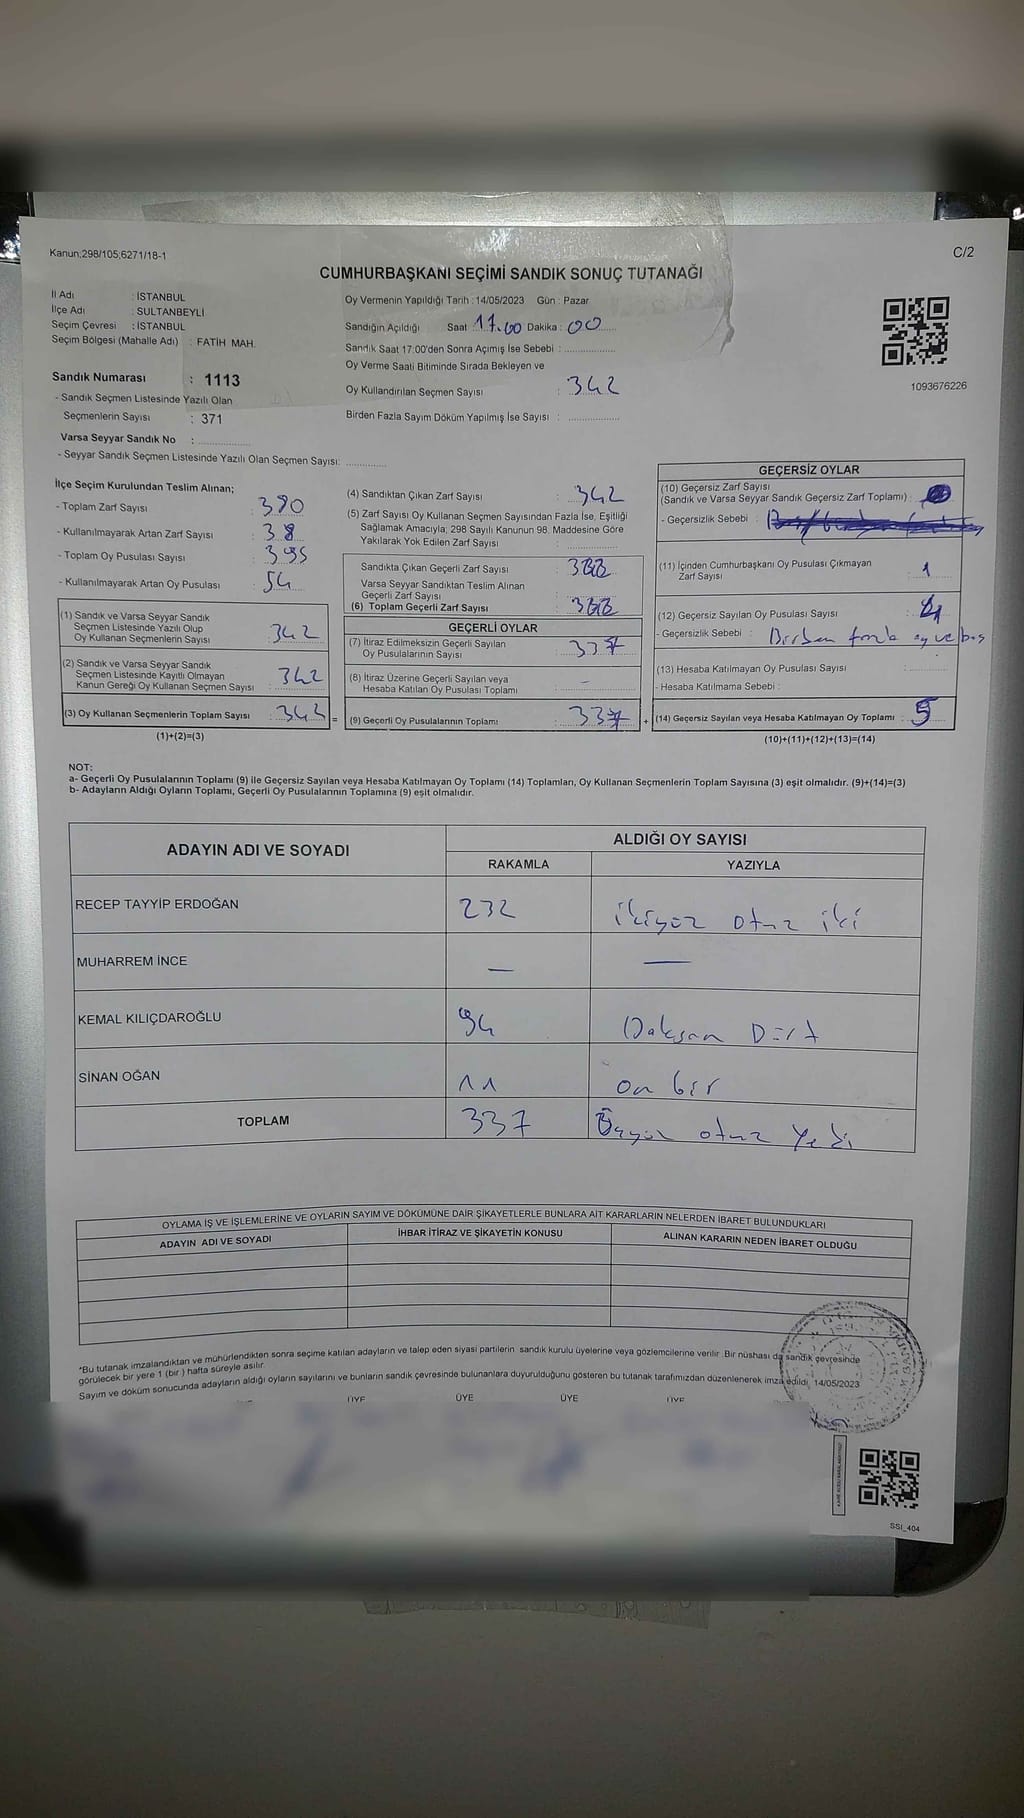 Kanun;298/105;6271/18-1
C/2
CUMHURBAŞKANI SEÇİMİ SANDIK SONUÇ TUTANAĞI
İl Adı : İSTANBUL
İlçe Adı : SULTANBEYLİ
Seçim Çevresi : İSTANBUL
Seçim Bölgesi (Mahalle Adı) : FATİH MAH.
Sandık Numarası : 1113
- Sandık Seçmen Listesinde Yazılı Olan
Seçmenlerin Sayısı : 371
Varsa Seyyar Sandık No :
- Seyyar Sandık Seçmen Listesinde Yazılı Olan Seçmen Sayısı:
Oy Vermenin Yapıldığı Tarih : 14/05/2023 Gün : Pazar
Sandığın Açıldığı Saat : 17.00 Dakika : 00
Sandık Saat 17:00'den Sonra Açımış İse Sebebi :
Oy Verme Saati Bitiminde Sırada Bekleyen ve
Oy Kullandırılan Seçmen Sayısı : 342
Birden Fazla Sayım Döküm Yapılmış İse Sayısı :
1093676226
İlçe Seçim Kurulundan Teslim Alınan;
- Toplam Zarf Sayısı : 380
- Kullanılmayarak Artan Zarf Sayısı : 38
- Toplam Oy Pusulası Sayısı : 395
- Kullanılmayarak Artan Oy Pusulası : 54
(1) Sandık ve Varsa Seyyar Sandık
Seçmen Listesinde Yazılı Olup
Oy Kullanan Seçmenlerin Sayısı : 342
(2) Sandık ve Varsa Seyyar Sandık
Seçmen Listesinde Kayıtlı Olmayan
Kanun Gereği Oy Kullanan Seçmen Sayısı : 342
(3) Oy Kullanan Seçmenlerin Toplam Sayısı : 342 =
(1)+(2)=(3)
(4) Sandıktan Çıkan Zarf Sayısı : 342
(5) Zarf Sayısı Oy Kullanan Seçmen Sayısından Fazla İse, Eşitliği
Sağlamak Amacıyla; 298 Sayılı Kanunun 98. Maddesine Göre
Yakılarak Yok Edilen Zarf Sayısı :
Sandıkta Çıkan Geçerli Zarf Sayısı :
Varsa Seyyar Sandıktan Teslim Alınan
Geçerli Zarf Sayısı :
(6) Toplam Geçerli Zarf Sayısı :
GEÇERLİ OYLAR
(7) İtiraz Edilmeksizin Geçerli Sayılan
Oy Pusulalarının Sayısı : 337
(8) İtiraz Üzerine Geçerli Sayılan veya
Hesaba Katılan Oy Pusulası Toplamı : –
(9) Geçerli Oy Pusulalarının Toplamı : 337 +
GEÇERSİZ OYLAR
(10) Geçersiz Zarf Sayısı
(Sandık ve Varsa Seyyar Sandık Geçersiz Zarf Toplamı) :
- Geçersizlik Sebebi :
(11) İçinden Cumhurbaşkanı Oy Pusulası Çıkmayan
Zarf Sayısı : 1
(12) Geçersiz Sayılan Oy Pusulası Sayısı : 4
- Geçersizlik Sebebi : Birden fazla oy ve boş
(13) Hesaba Katılmayan Oy Pusulası Sayısı :
- Hesaba Katılmama Sebebi :
(14) Geçersiz Sayılan veya Hesaba Katılmayan Oy Toplamı : 5
(10)+(11)+(12)+(13)=(14)
NOT:
a- Geçerli Oy Pusulalarının Toplamı (9) ile Geçersiz Sayılan veya Hesaba Katılmayan Oy Toplamı (14) Toplamları, Oy Kullanan Seçmenlerin Toplam Sayısına (3) eşit olmalıdır. (9)+(14)=(3)
b- Adayların Aldığı Oyların Toplamı, Geçerli Oy Pusulalarının Toplamına (9) eşit olmalıdır.
ADAYIN ADI VE SOYADI ALDIĞI OY SAYISI
RAKAMLA YAZIYLA
RECEP TAYYİP ERDOĞAN 232 ikiyüz otuz iki
MUHARREM İNCE — —
KEMAL KILIÇDAROĞLU 94 Doksan Dört
SİNAN OĞAN 11 on bir
TOPLAM 337 Üçyüz otuz Yedi
OYLAMA İŞ VE İŞLEMLERİNE VE OYLARIN SAYIM VE DÖKÜMÜNE DAİR ŞİKAYETLERLE BUNLARA AİT KARARLARIN NELERDEN İBARET BULUNDUKLARI
ADAYIN ADI VE SOYADI İHBAR İTİRAZ VE ŞİKAYETİN KONUSU ALINAN KARARIN NEDEN İBARET OLDUĞU
*Bu tutanak imzalandıktan ve mühürlendikten sonra seçime katılan adayların ve talep eden siyasi partilerin sandık kurulu üyelerine veya gözlemcilerine verilir. Bir nüshası da sandık çevresinde
görülecek bir yere 1 (bir ) hafta süreyle asılır.
Sayım ve döküm sonucunda adayların aldığı oyların sayılarını ve bunların sandık çevresinde bulunanlara duyurulduğunu gösteren bu tutanak tarafımızdan düzenlenerek imza edildi. 14/05/2023
ÜYE ÜYE ÜYE ÜYE
SSI_404